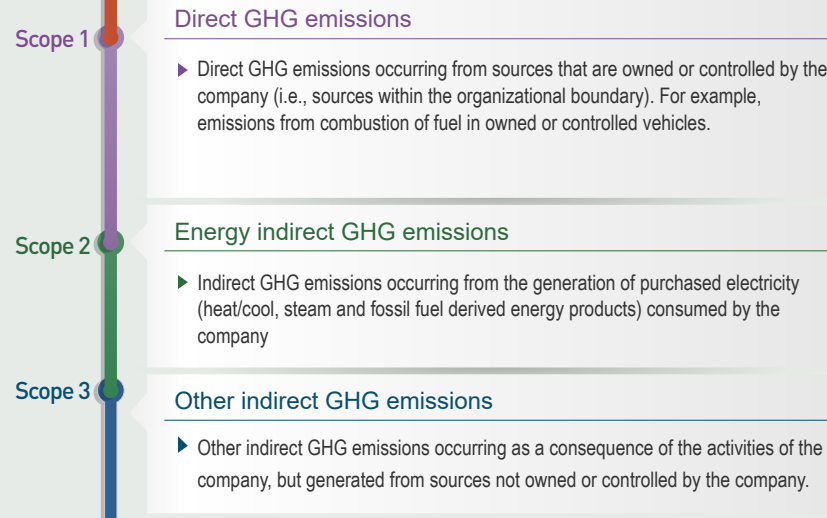 Scope 1
Direct GHG emissions
Direct GHG emissions occurring from sources that are owned or controlled by the
company (i.e., sources within the organizational boundary). For example,
emissions from combustion of fuel in owned or controlled vehicles.
Scope 2
Energy indirect GHG emissions
Indirect GHG emissions occurring from the generation of purchased electricity
(heat/cool, steam and fossil fuel derived energy products) consumed by the
company
Scope 3
Other indirect GHG emissions
Other indirect GHG emissions occurring as a consequence of the activities of the
company, but generated from sources not owned or controlled by the company.